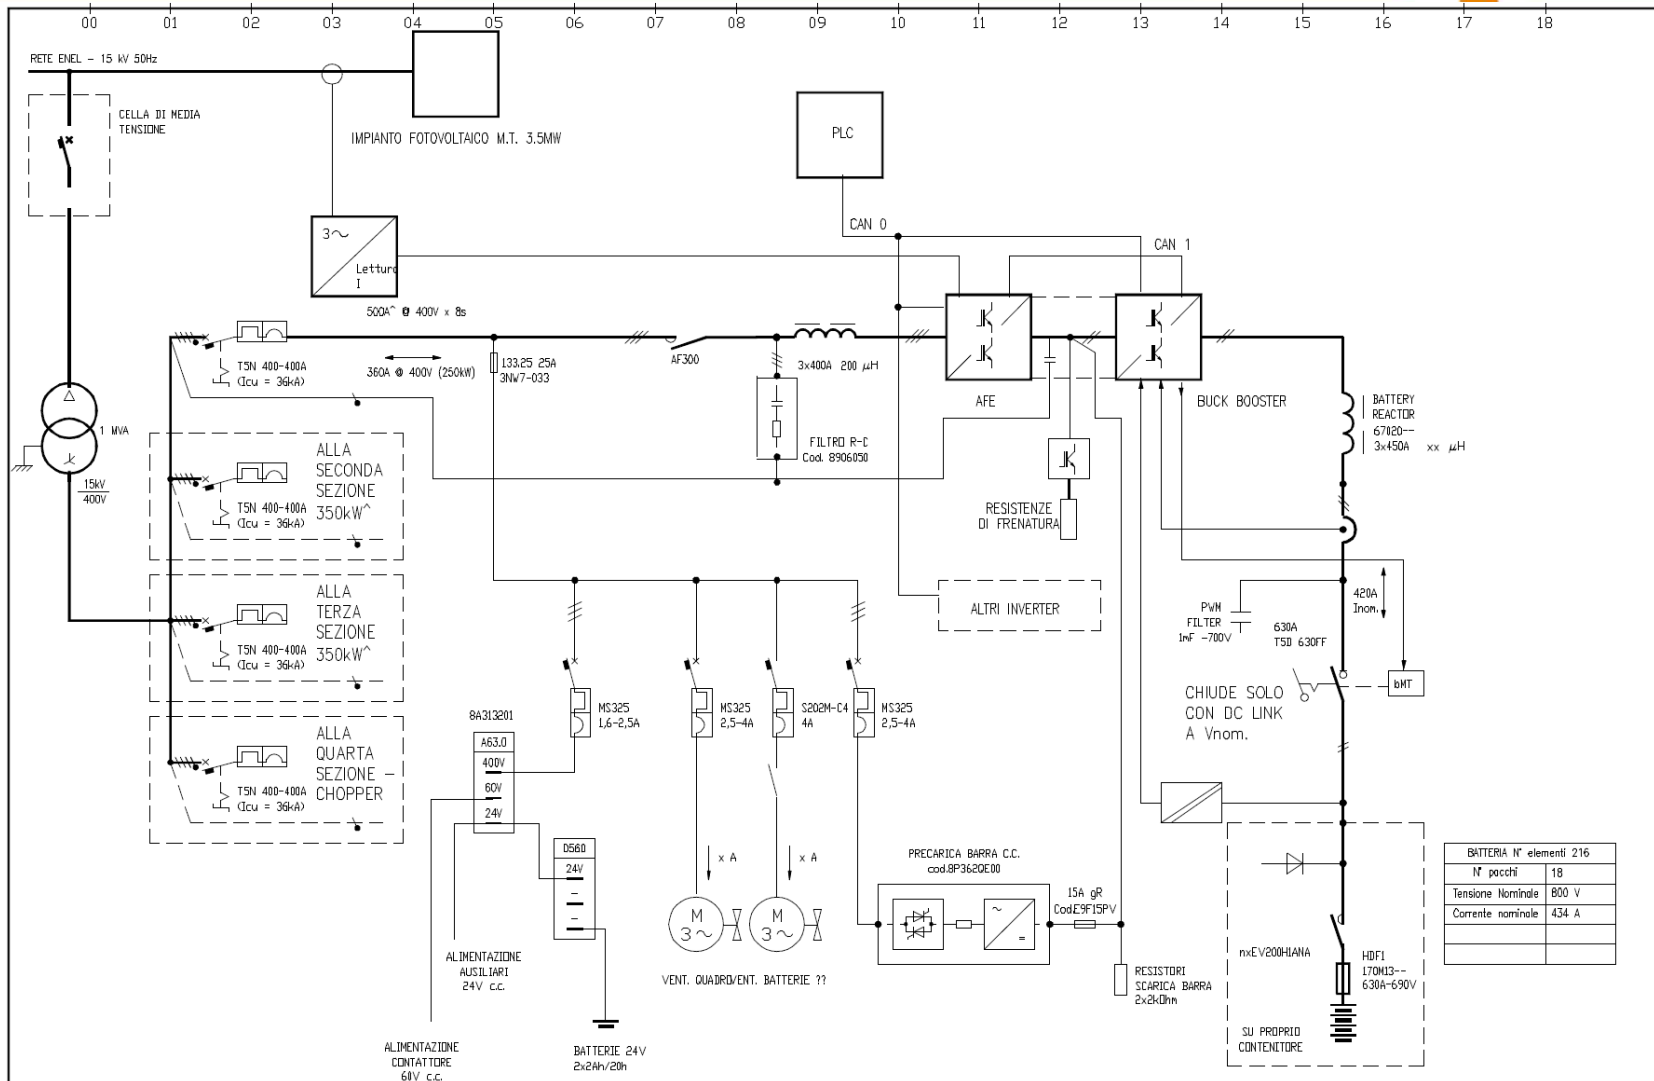 00 01 02 03 04 05 06 07 08 09 10 11 12 13 14 15 16 17 18
RETE ENEL - 15 kV 50Hz
CELLA DI MEDIA
TENSIONE
IMPIANTO FOTOVOLTAICO M.T. 3.5MW
PLC
CAN 0
CAN 1
3~
Lettura
I
500A^ @ 400V x 8s
360A @ 400V (250kW)
T5N 400-400A
(Icu = 36kA)
133.25 25A
3NW7-033
AF300
3x400A 200 μH
FILTRO R-C
Cod. 8906050
AFE
BUCK BOOSTER
BATTERY
REACTOR
67020--
3x450A xx μH
1 MVA
15kV
400V
ALLA
SECONDA
SEZIONE
350kW^
T5N 400-400A
(Icu = 36kA)
RESISTENZE
DI FRENATURA
ALLA
TERZA
SEZIONE
350kW^
T5N 400-400A
(Icu = 36kA)
ALTRI INVERTER
PWM
FILTER
1mF -700V
420A
Inom.
630A
T5D 630FF
bMT
CHIUDE SOLO
CON DC LINK
A Vnom.
ALLA
QUARTA
SEZIONE -
CHOPPER
T5N 400-400A
(Icu = 36kA)
MS325
1,6-2,5A
MS325
2,5-4A
S202M-C4
4A
MS325
2,5-4A
8A313201
A63.0
400V
60V
24V
D56.0
24V
-
-
x A
x A
M
3~
M
3~
VENT. QUADRO
VENT. BATTERIE ??
PRECARICA BARRA C.C.
cod.8P362QE00
~
=
15A gR
Cod.E9F15PV
RESISTORI
SCARICA BARRA
2x2kOhm
ALIMENTAZIONE
AUSILIARI
24V c.c.
ALIMENTAZIONE
CONTATTORE
60V c.c.
BATTERIE 24V
2x2Ah/20h
nxEV200H1ANA
HDF1
170M13--
630A-690V
SU PROPRIO
CONTENITORE
BATTERIA N° elementi 216
N° pacchi 18
Tensione Nominale 800 V
Corrente nominale 434 A